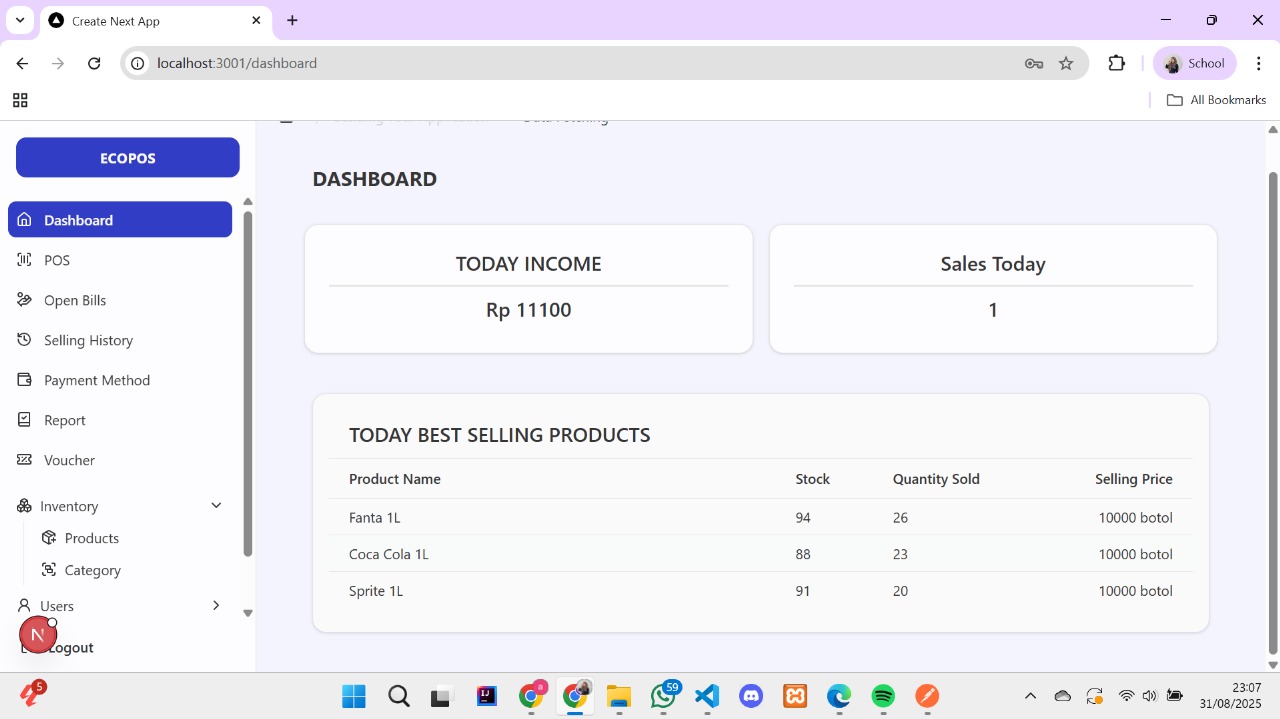 Create Next App
localhost:3001/dashboard
School
All Bookmarks
ECOPOS
Dashboard
POS
Open Bills
Selling History
Payment Method
Report
Voucher
Inventory
Products
Category
Users
N
Logout
Data Fetching
DASHBOARD
TODAY INCOME
Rp 11100
Sales Today
1
TODAY BEST SELLING PRODUCTS
Product Name Stock Quantity Sold Selling Price
Fanta 1L 94 26 10000 botol
Coca Cola 1L 88 23 10000 botol
Sprite 1L 91 20 10000 botol
5
a
59
23:07
31/08/2025